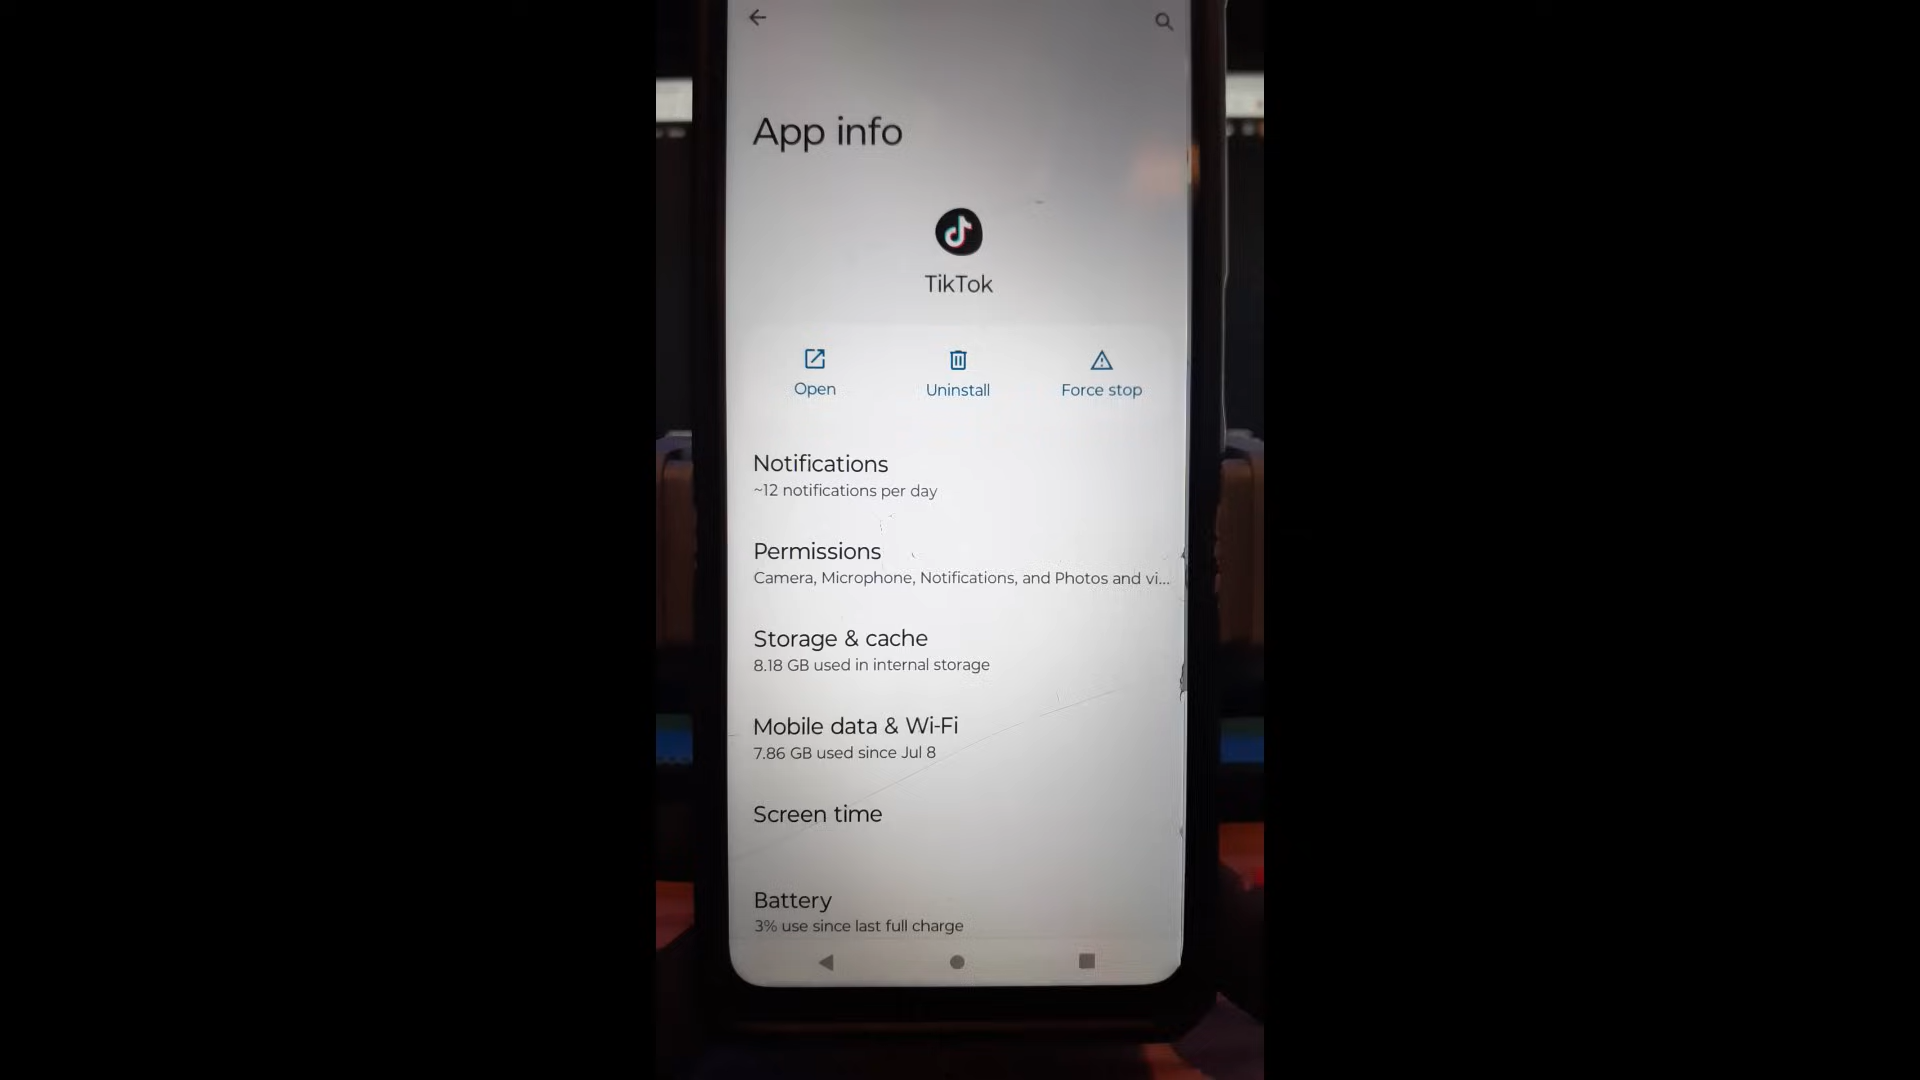 App info
TikTok
Open
Uninstall
Force stop
Notifications
~12 notifications per day
Permissions
Camera, Microphone, Notifications, and Photos and vi...
Storage & cache
8.18 GB used in internal storage
Mobile data & Wi-Fi
7.86 GB used since Jul 8
Screen time
Battery
3% use since last full charge